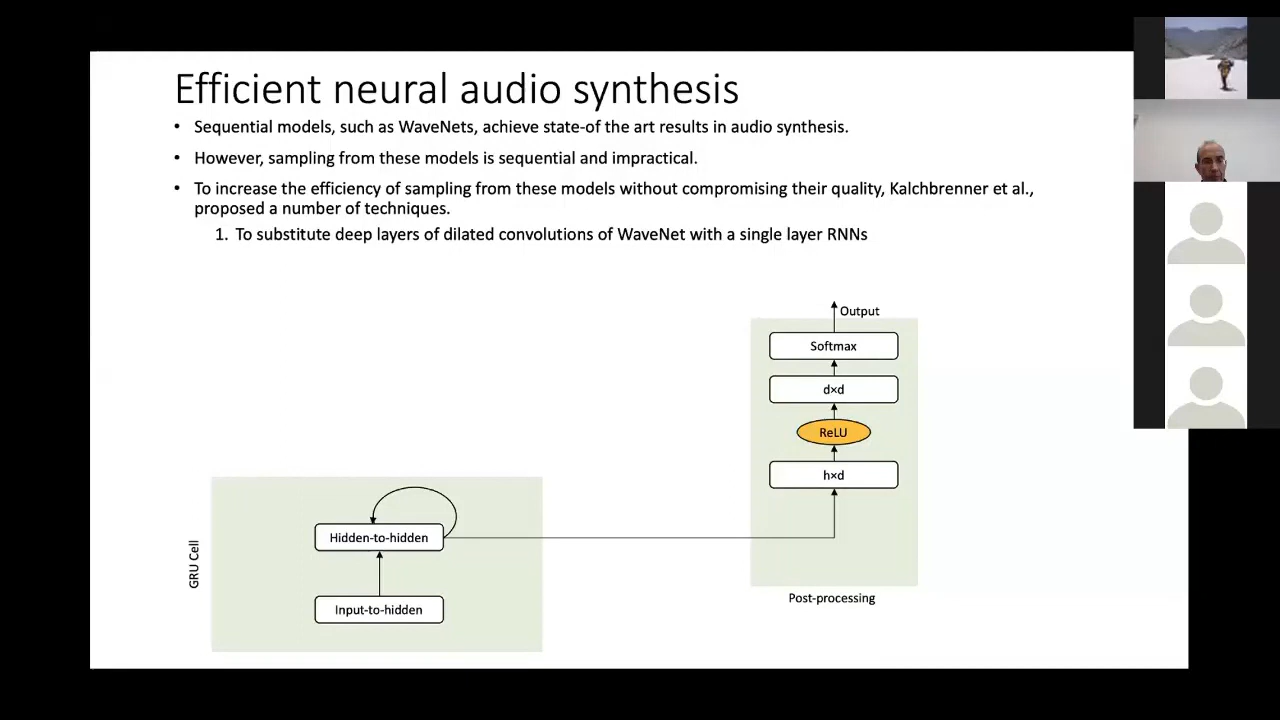 Efficient neural audio synthesis
• Sequential models, such as WaveNets, achieve state-of the art results in audio synthesis.
• However, sampling from these models is sequential and impractical.
• To increase the efficiency of sampling from these models without compromising their quality, Kalchbrenner et al.,
proposed a number of techniques.
1. To substitute deep layers of dilated convolutions of WaveNet with a single layer RNNs
Output
Softmax
d×d
ReLU
h×d
Post-processing
GRU Cell
Hidden-to-hidden
Input-to-hidden